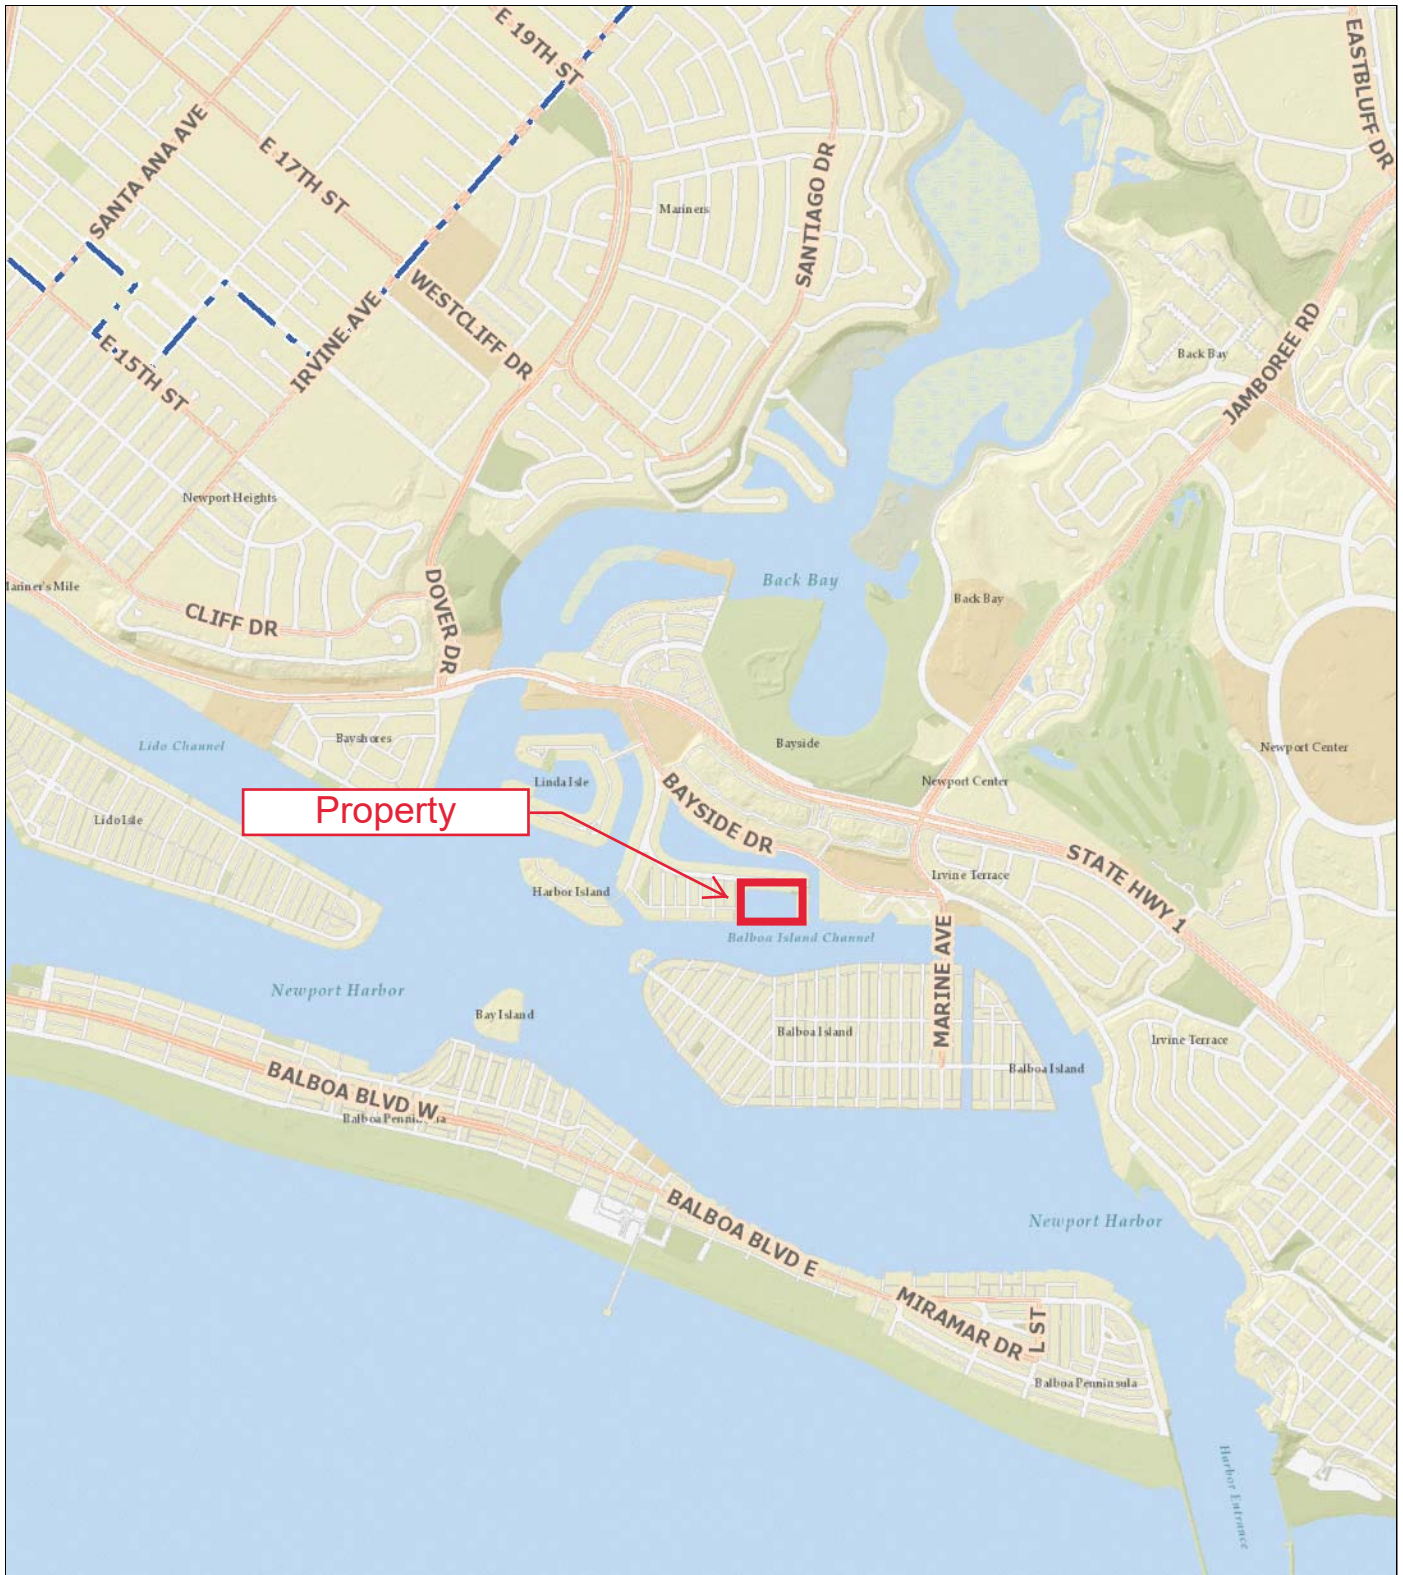 E 19TH ST
EASTBLUFF DR
SANTA ANA AVE
E 17TH ST
SANTIAGO DR
Mariners
WESTCLIFF DR
IRVINE AVE
E 15TH ST
JAMBOREE RD
Back Bay
Newport Heights
Back Bay
Back Bay
Mariner's Mile
CLIFF DR
DOVER DR
Lido Channel
Bayshores
Bayside
Newport Center
Linda Isle
Newport Center
Property
BAYSIDE DR
Lido Isle
STATE HWY 1
Irvine Terrace
Harbor Island
Balboa Island Channel
MARINE AVE
Newport Harbor
Bay Island
Balboa Island
Irvine Terrace
Balboa Island
BALBOA BLVD W
BALBOA BLVD E
Newport Harbor
MIRAMAR DR
L ST
Balboa Penninsula
Harbor Entrance